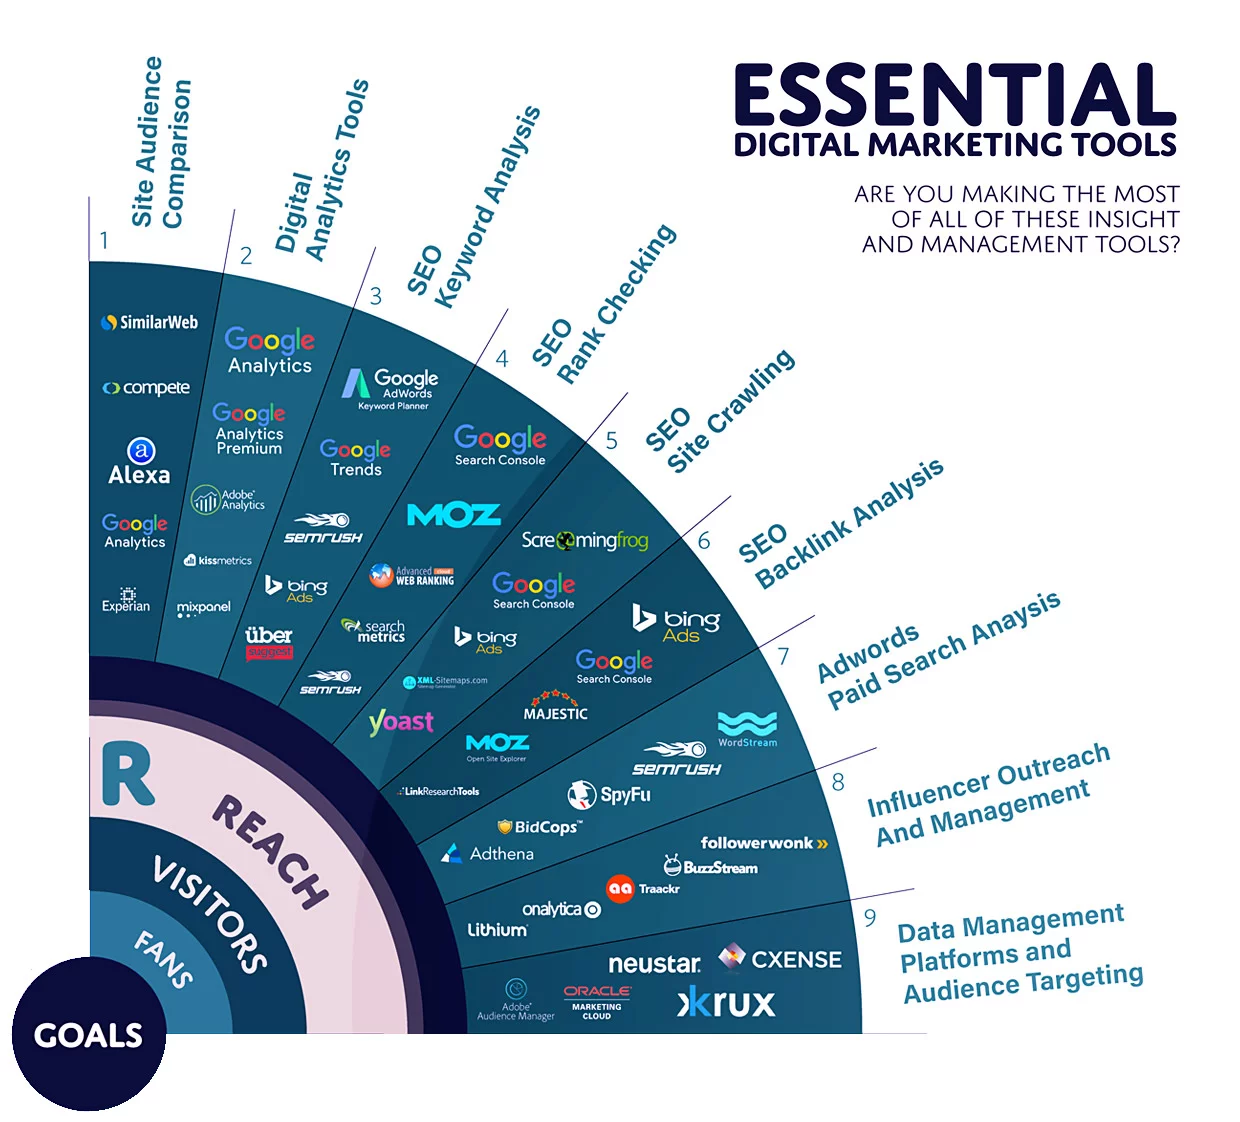 ESSENTIAL
DIGITAL MARKETING TOOLS
ARE YOU MAKING THE MOST
OF ALL OF THESE INSIGHT
AND MANAGEMENT TOOLS?
1
Site Audience
Comparison
SimilarWeb
compete
a
Alexa
Google
Analytics
Experian
2
Digital
Analytics Tools
Google
Analytics
Google
Analytics
Premium
Adobe®
Analytics
kissmetrics
mixpanel
3
SEO
Keyword Analysis
Google
AdWords
Keyword Planner
Google
Trends
semrush
bing
Ads
über
suggest
4
SEO
Rank Checking
Google
Search Console
MOZ
Advanced cloud
WEB RANKING
search
metrics
semrush
5
SEO
Site Crawling
Screamingfrog
Google
Search Console
bing
Ads
XML-Sitemaps.com
Sitemap Generator
yoast
6
SEO
Backlink Analysis
bing
Ads
Google
Search Console
MAJESTIC
MOZ
Open Site Explorer
LinkResearchTools
7
Adwords
Paid Search Anaysis
WordStream
semrush
SpyFu
BidCops™
Adthena
8
Influencer Outreach
And Management
followerwonk »
BuzzStream
aa Traackr
onalytica
Lithium
9
Data Management
Platforms and
Audience Targeting
neustar.
CXENSE
Adobe®
Audience Manager
ORACLE®
MARKETING
CLOUD
krux
R
REACH
VISITORS
FANS
GOALS